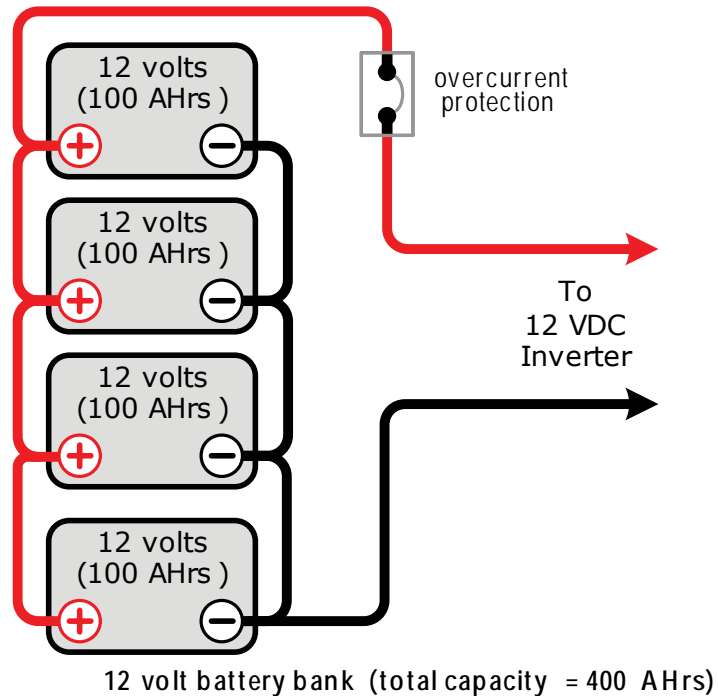 12 volts
(100 AHrs )
+ −
overcurrent
protection
12 volts
(100 AHrs )
+ −
To
12 VDC
Inverter
12 volts
(100 AHrs )
+ −
12 volts
(100 AHrs )
+ −
12 volt battery bank (total capacity = 400 AHrs)